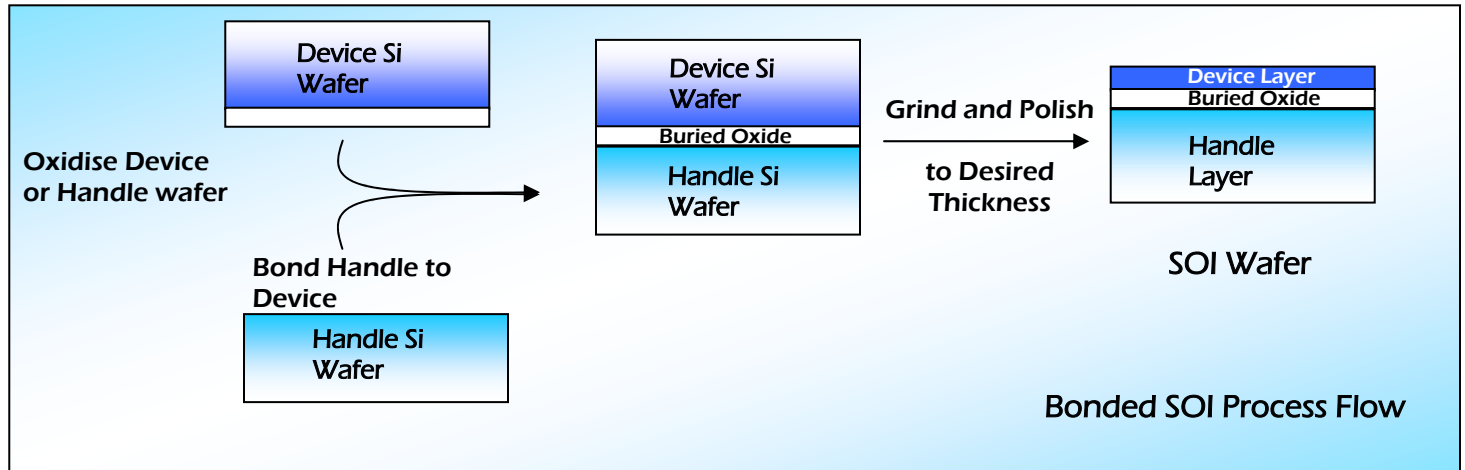 Device Si
Wafer
Oxidise Device
or Handle wafer
Bond Handle to
Device
Handle Si
Wafer
Device Si
Wafer
Buried Oxide
Handle Si
Wafer
Grind and Polish
to Desired
Thickness
Device Layer
Buried Oxide
Handle
Layer
SOI Wafer
Bonded SOI Process Flow